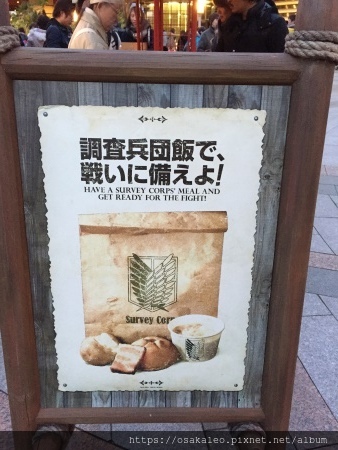 調査兵団飯で、
戦いに備えよ!
HAVE A SURVEY CORPS' MEAL AND
GET READY FOR THE FIGHT!
Survey Corp
https://osakaleo.pixnet.net/album